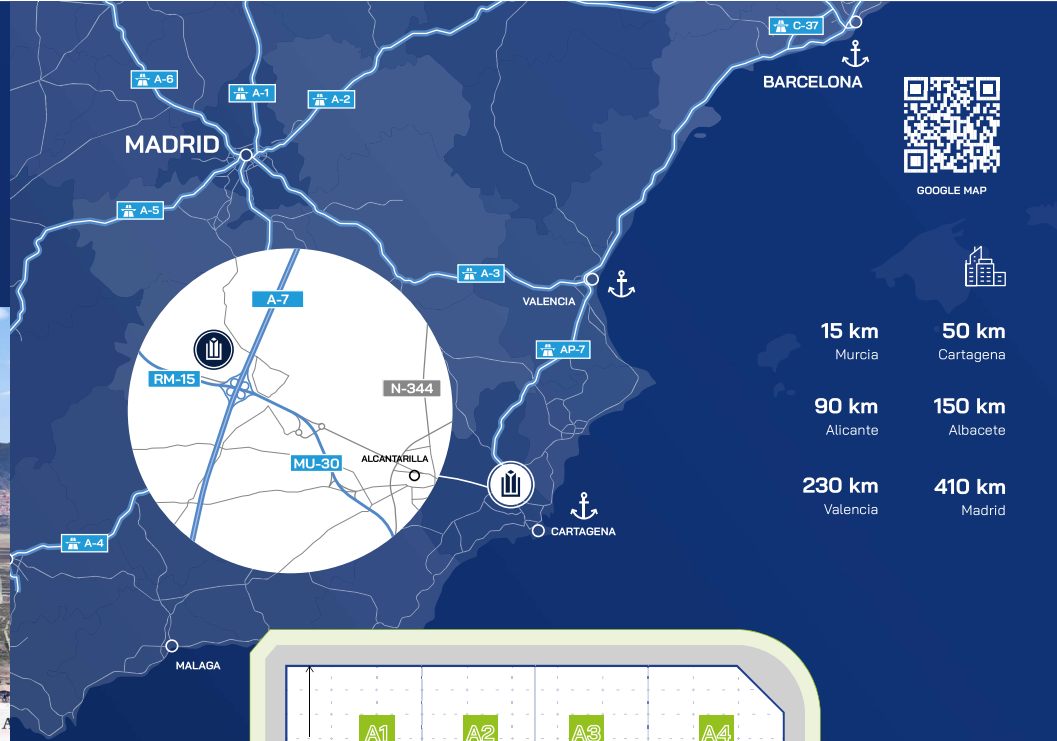 C-37
BARCELONA
A-6
A-1
A-2
MADRID
GOOGLE MAP
A-5
A-3
VALENCIA
A-7
15 km
50 km
Murcia
Cartagena
AP-7
RM-15
N-344
90 km
150 km
Alicante
Albacete
ALCANTARILLA
MU-30
230 km
410 km
Valencia
Madrid
CARTAGENA
A-4
MALAGA
A
A1
A2
A3
A4